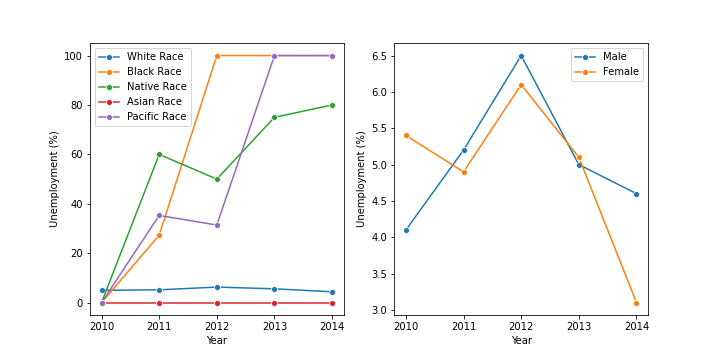 White Race
Black Race
Native Race
Asian Race
Pacific Race
100
80
60
40
20
0
Unemployment (%)
2010 2011 2012 2013 2014
Year
Male
Female
6.5
6.0
5.5
5.0
4.5
4.0
3.5
3.0
Unemployment (%)
2010 2011 2012 2013 2014
Year